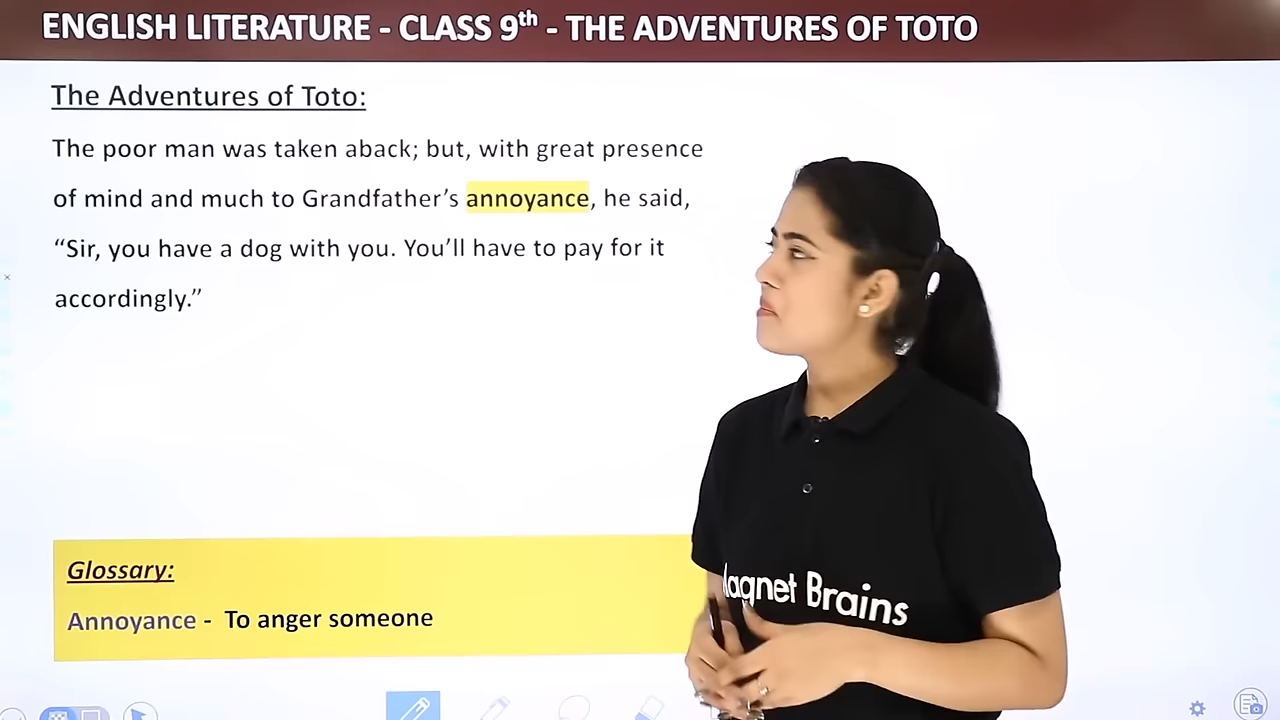 ENGLISH LITERATURE - CLASS 9th - THE ADVENTURES OF TOTO
The Adventures of Toto:
The poor man was taken aback; but, with great presence
of mind and much to Grandfather’s annoyance, he said,
“Sir, you have a dog with you. You’ll have to pay for it
accordingly.”
Glossary:
Annoyance - To anger someone
agnet Brains